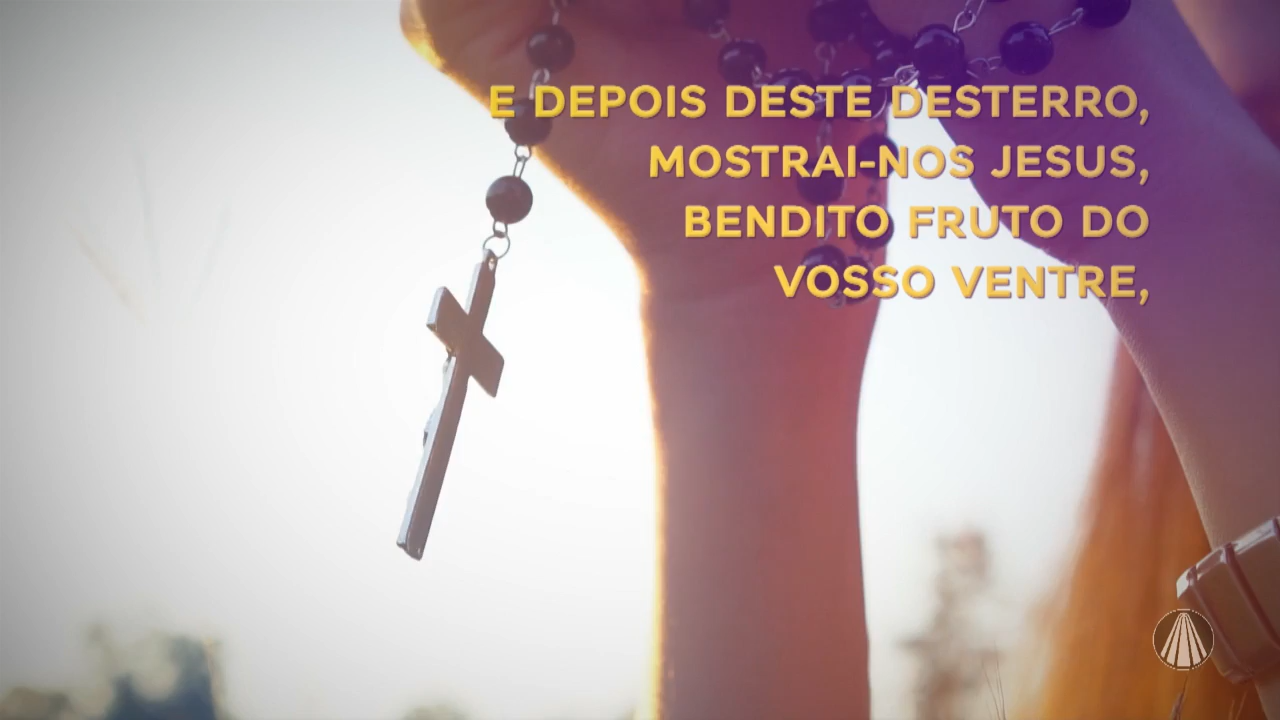 E DEPOIS DESTE DESTERRO,
MOSTRAI-NOS JESUS,
BENDITO FRUTO DO
VOSSO VENTRE,